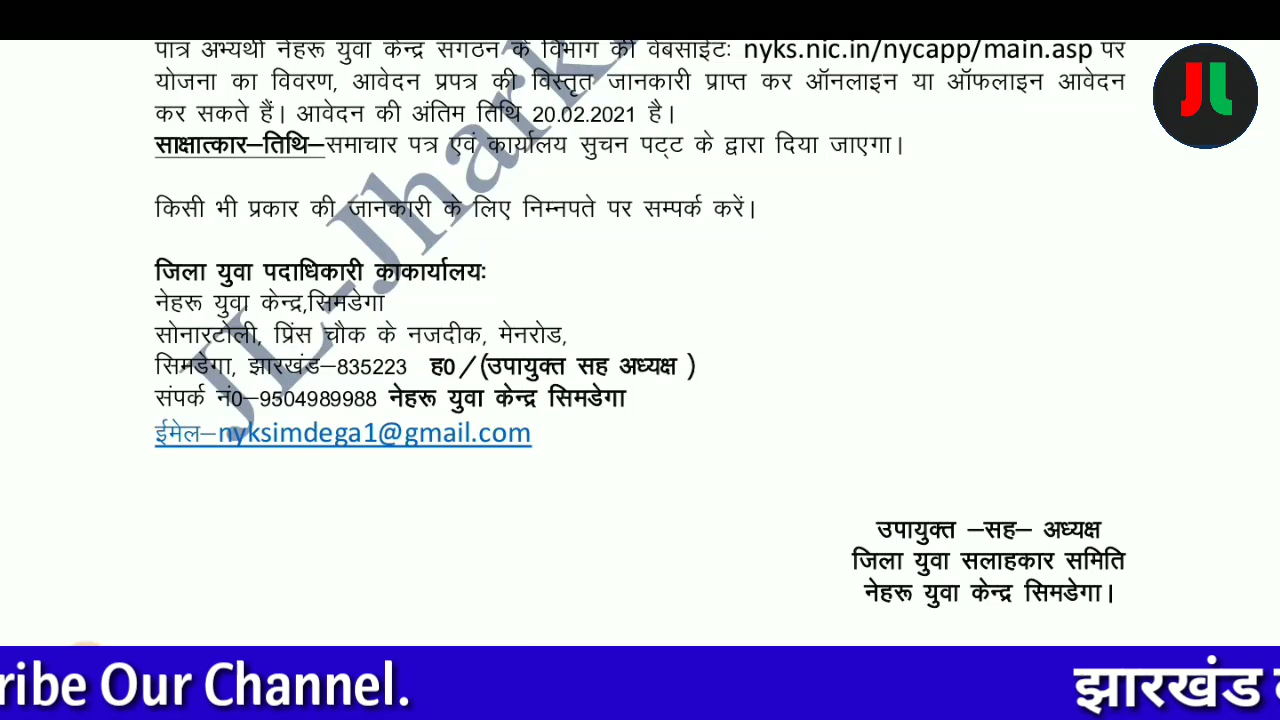 पात्र अभ्यर्थी नेहरू युवा केन्द्र संगठन के विभाग की वेबसाईटः nyks.nic.in/nycapp/main.asp पर
योजना का विवरण, आवेदन प्रपत्र की विस्तृत जानकारी प्राप्त कर ऑनलाइन या ऑफलाइन आवेदन
कर सकते हैं। आवेदन की अंतिम तिथि 20.02.2021 है।
साक्षात्कार–तिथि–समाचार पत्र एवं कार्यालय सुचन पट्ट के द्वारा दिया जाएगा।
किसी भी प्रकार की जानकारी के लिए निम्नपते पर सम्पर्क करें।
जिला युवा पदाधिकारी काकार्यालयः
नेहरू युवा केन्द्र,सिमडेगा
सोनारटोली, प्रिंस चौक के नजदीक, मेनरोड,
सिमडेगा, झारखंड–835223 ह0/(उपायुक्त सह अध्यक्ष )
संपर्क नं0–9504989988 नेहरू युवा केन्द्र सिमडेगा
ईमेल–nyksimdega1@gmail.com
उपायुक्त –सह– अध्यक्ष
जिला युवा सलाहकार समिति
नेहरू युवा केन्द्र सिमडेगा।
JL-Jhark
JL
ribe Our Channel.
झारखंड